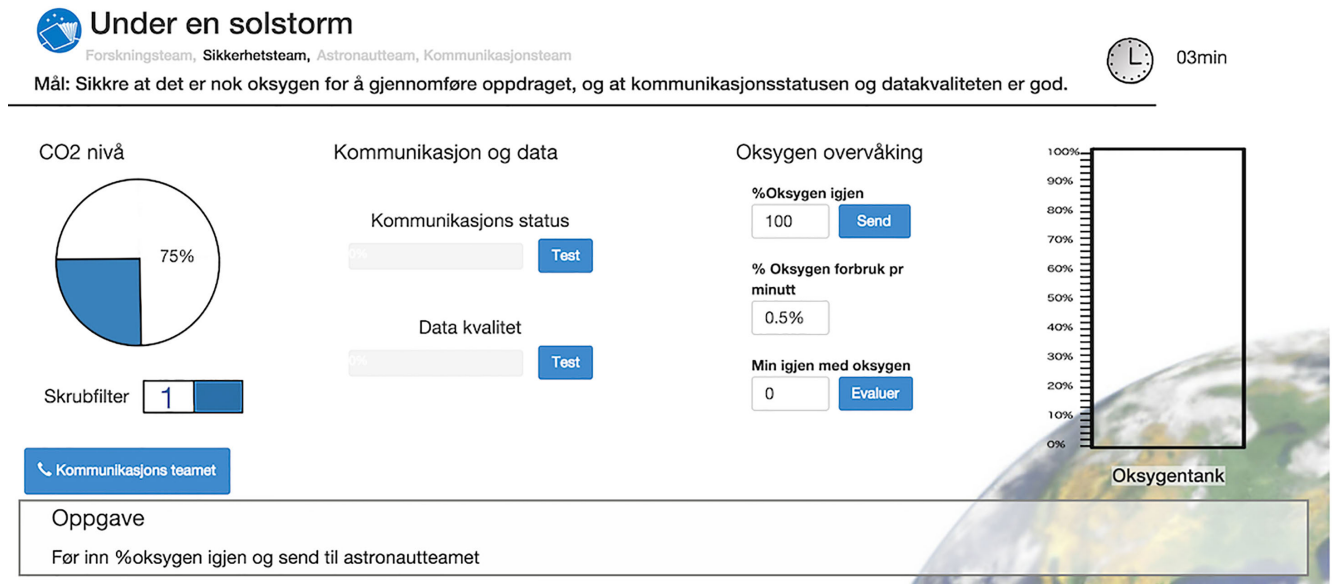 Under en solstorm
Forskningsteam, Sikkerhetsteam, Astronautteam, Kommunikasjonsteam
03min
Mål: Sikkre at det er nok oksygen for å gjennomføre oppdraget, og at kommunikasjonsstatusen og datakvaliteten er god.
CO2 nivå
75%
Skrubfilter
1
Kommunikasjons teamet
Kommunikasjon og data
Kommunikasjons status
0%
Test
Data kvalitet
0%
Test
Oksygen overvåking
%Oksygen igjen
100
Send
% Oksygen forbruk pr
minutt
0.5%
Min igjen med oksygen
0
Evaluer
100%
90%
80%
70%
60%
50%
40%
30%
20%
10%
0%
Oksygentank
Oppgave
Før inn %oksygen igjen og send til astronautteamet